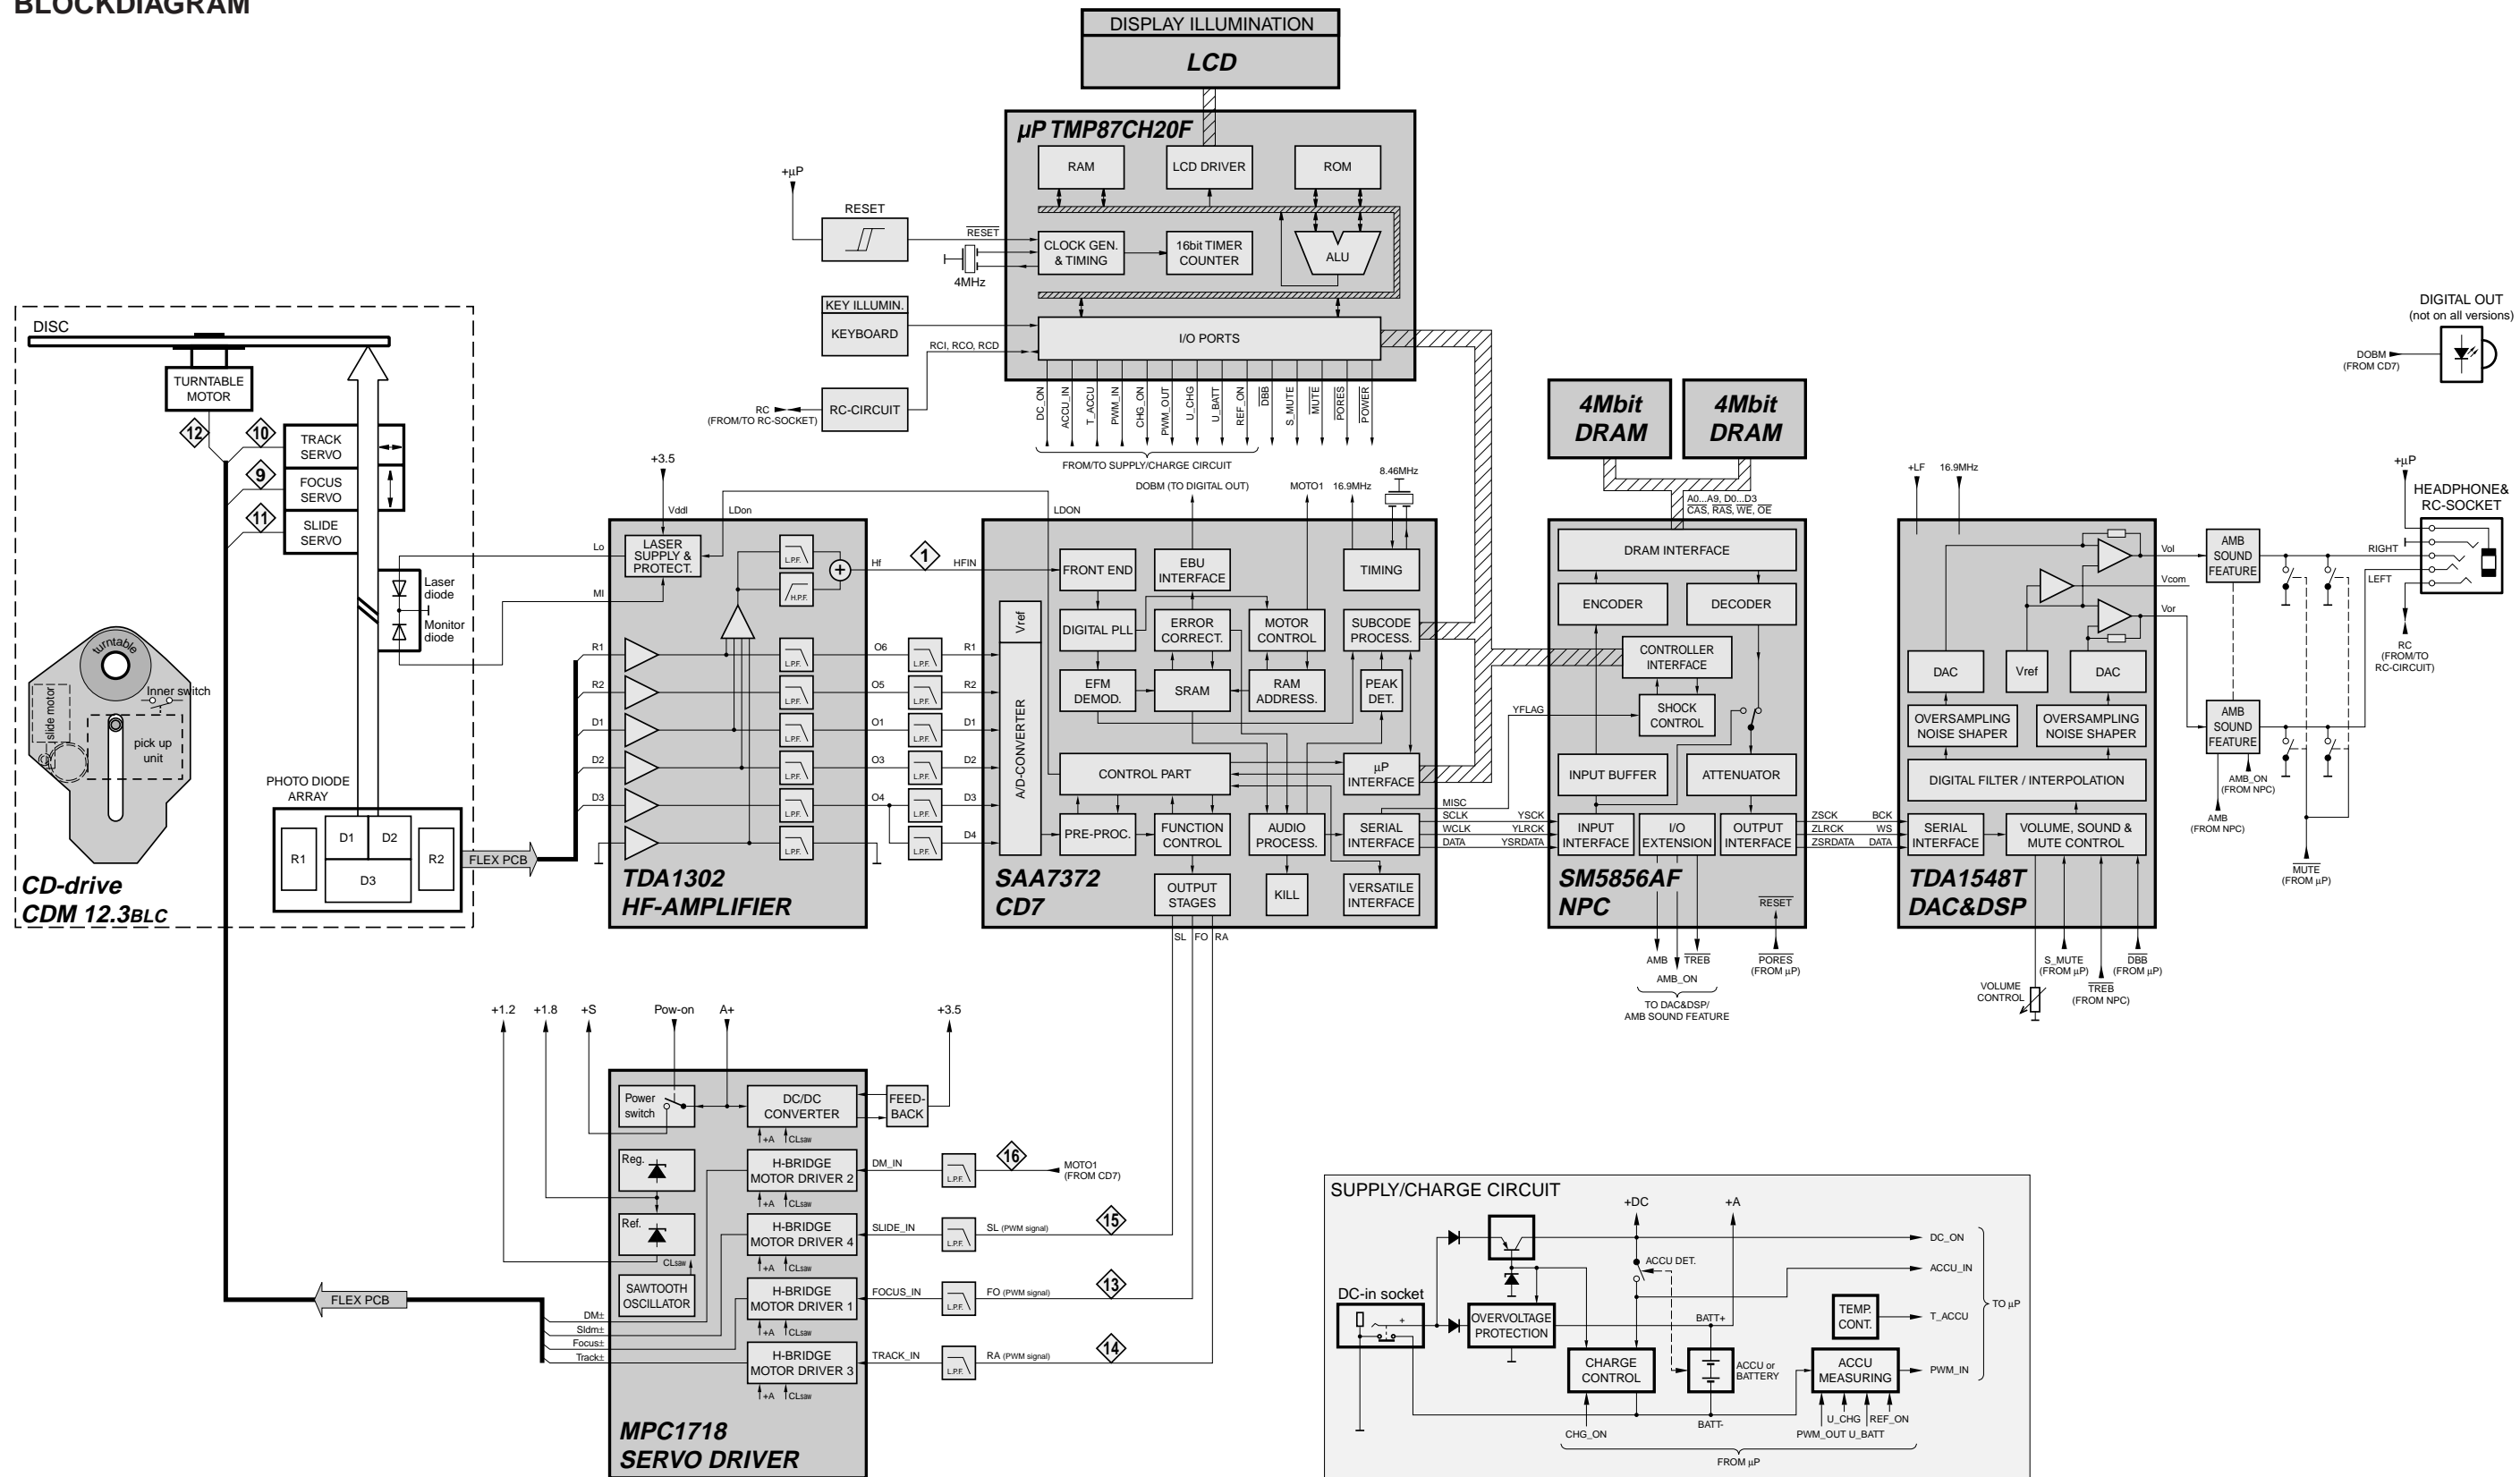 BLOCKDIAGRAM
DISPLAY ILLUMINATION
LCD
µP TMP87CH20F
RAM
LCD DRIVER
ROM
+µP
RESET
RESET
CLOCK GEN.
& TIMING
16bit TIMER
COUNTER
ALU
4MHz
KEY ILLUMIN.
KEYBOARD
I/O PORTS
RCI, RCO, RCD
RC-CIRCUIT
RC
(FROM/TO RC-SOCKET)
DC_ON
ACCU_IN
T_ACCU
PWM_IN
CHG_ON
PWM_OUT
U_CHG
U_BATT
REF_ON
DBB
S_MUTE
MUTE
PORES
POWER
FROM/TO SUPPLY/CHARGE CIRCUIT
DIGITAL OUT
(not on all versions)
DOBM
(FROM CD7)
DISC
TURNTABLE
MOTOR
12
10
TRACK
SERVO
9
FOCUS
SERVO
11
SLIDE
SERVO
Laser
diode
Monitor
diode
turntable
Inner switch
slide motor
pick up
unit
PHOTO DIODE
ARRAY
R1
D1
D2
R2
D3
FLEX PCB
CD-drive
CDM 12.3BLC
+3.5
Vddl
LDon
LASER
SUPPLY &
PROTECT.
Lo
MI
L.P.F.
H.P.F.
+
Hf
1
HFIN
R1
L.P.F.
O6
L.P.F.
R1
R2
L.P.F.
O5
L.P.F.
R2
D1
L.P.F.
O1
L.P.F.
D1
D2
L.P.F.
O3
L.P.F.
D2
D3
L.P.F.
O4
L.P.F.
D3
L.P.F.
L.P.F.
D4
TDA1302
HF-AMPLIFIER
DOBM (TO DIGITAL OUT)
MOTO1
16.9MHz
8.46MHz
LDON
FRONT END
EBU
INTERFACE
TIMING
Vref
A/D-CONVERTER
DIGITAL PLL
ERROR
CORRECT.
MOTOR
CONTROL
SUBCODE
PROCESS.
EFM
DEMOD.
SRAM
RAM
ADDRESS.
PEAK
DET.
CONTROL PART
µP
INTERFACE
PRE-PROC.
FUNCTION
CONTROL
AUDIO
PROCESS.
SERIAL
INTERFACE
OUTPUT
STAGES
KILL
VERSATILE
INTERFACE
SAA7372
CD7
SL
FO
RA
MISC
SCLK
WCLK
DATA
YFLAG
YSCK
YLRCK
YSRDATA
4Mbit
DRAM
4Mbit
DRAM
A0...A9, D0...D3
CAS, RAS, WE, OE
DRAM INTERFACE
ENCODER
DECODER
CONTROLLER
INTERFACE
SHOCK
CONTROL
INPUT BUFFER
ATTENUATOR
INPUT
INTERFACE
I/O
EXTENSION
OUTPUT
INTERFACE
SM5856AF
NPC
RESET
AMB
TREB
AMB_ON
PORES
(FROM µP)
TO DAC&DSP/
AMB SOUND FEATURE
ZSCK
BCK
ZLRCK
WS
ZSRDATA
DATA
+LF
16.9MHz
DAC
Vref
DAC
OVERSAMPLING
NOISE SHAPER
OVERSAMPLING
NOISE SHAPER
DIGITAL FILTER / INTERPOLATION
SERIAL
INTERFACE
VOLUME, SOUND &
MUTE CONTROL
TDA1548T
DAC&DSP
Vol
Vcom
Vor
VOLUME
CONTROL
S_MUTE
(FROM µP)
TREB
(FROM NPC)
DBB
(FROM µP)
AMB
SOUND
FEATURE
AMB
SOUND
FEATURE
AMB_ON
(FROM NPC)
AMB
(FROM NPC)
MUTE
(FROM µP)
+µP
HEADPHONE&
RC-SOCKET
RIGHT
LEFT
RC
(FROM/TO
RC-CIRCUIT)
+1.2
+1.8
+S
Pow-on
A+
+3.5
Power
switch
DC/DC
CONVERTER
FEED-
BACK
+A
CLsaw
Reg.
H-BRIDGE
MOTOR DRIVER 2
DM_IN
L.P.F.
16
MOTO1
(FROM CD7)
+A
CLsaw
Ref.
H-BRIDGE
MOTOR DRIVER 4
SLIDE_IN
L.P.F.
SL (PWM signal)
15
+A
CLsaw
CLsaw
SAWTOOTH
OSCILLATOR
H-BRIDGE
MOTOR DRIVER 1
FOCUS_IN
L.P.F.
FO (PWM signal)
13
+A
CLsaw
H-BRIDGE
MOTOR DRIVER 3
TRACK_IN
L.P.F.
RA (PWM signal)
14
+A
CLsaw
FLEX PCB
DM±
Sldm±
Focus±
Track±
MPC1718
SERVO DRIVER
SUPPLY/CHARGE CIRCUIT
+DC
+A
DC_ON
ACCU DET.
ACCU_IN
DC-in socket
+
OVERVOLTAGE
PROTECTION
BATT+
TEMP.
CONT.
T_ACCU
TO µP
CHARGE
CONTROL
ACCU or
BATTERY
ACCU
MEASURING
PWM_IN
BATT-
CHG_ON
U_CHG
REF_ON
PWM_OUT
U_BATT
FROM µP